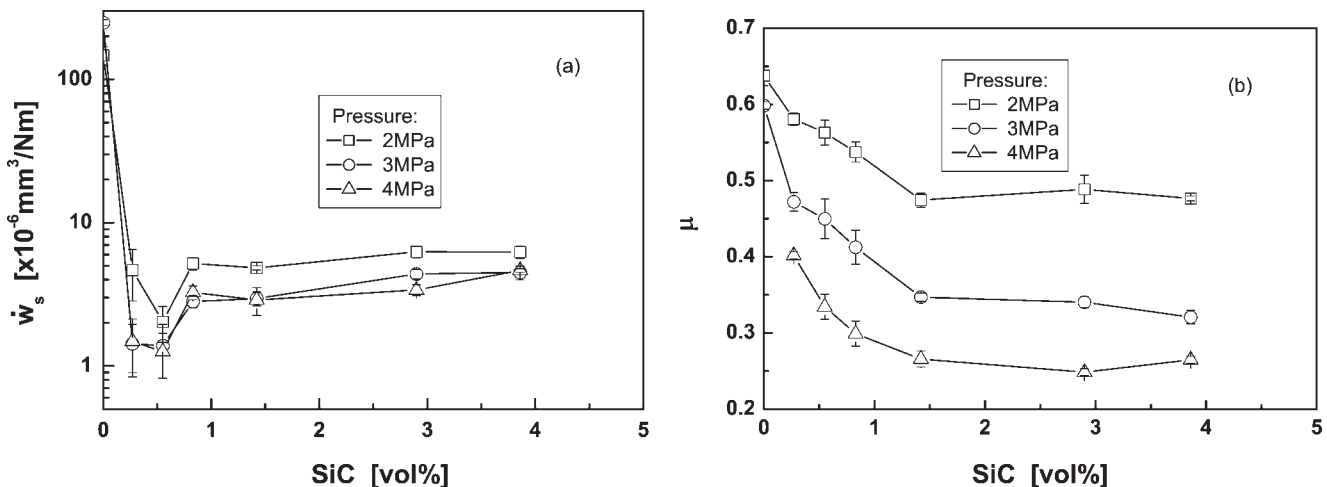 (a)
Pressure:
2MPa
3MPa
4MPa
100
10
1
0 1 2 3 4 5
ẇs [x10⁻⁶mm³/Nm]
SiC [vol%]
(b)
Pressure:
2MPa
3MPa
4MPa
0.7
0.6
0.5
0.4
0.3
0.2
0 1 2 3 4 5
μ
SiC [vol%]